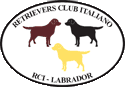 RETRIEVERS CLUB ITALIANO
RCI - LABRADOR